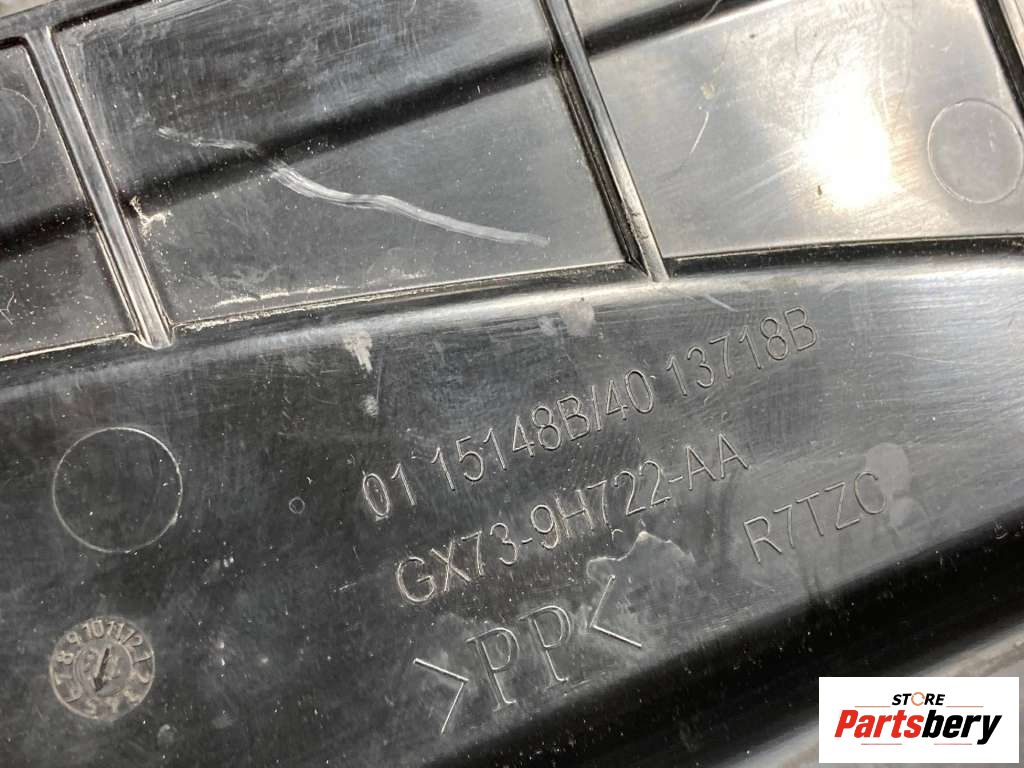 01 15148B/40 13718B
GX73-9H722-AA
R7TZC
>PP<
STORE
Partsbery